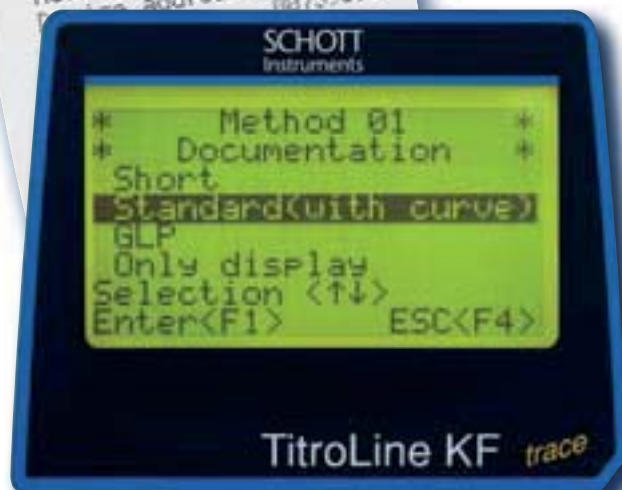 SCHOTT
Instruments
* Method 01 *
* Documentation *
Short
Standard(with curve)
GLP
Only display
Selection <↑↓>
Enter<F1> ESC<F4>
TitroLine KF trace